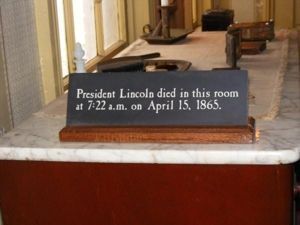 President Lincoln died in this room
at 7:22 a.m. on April 15, 1865.